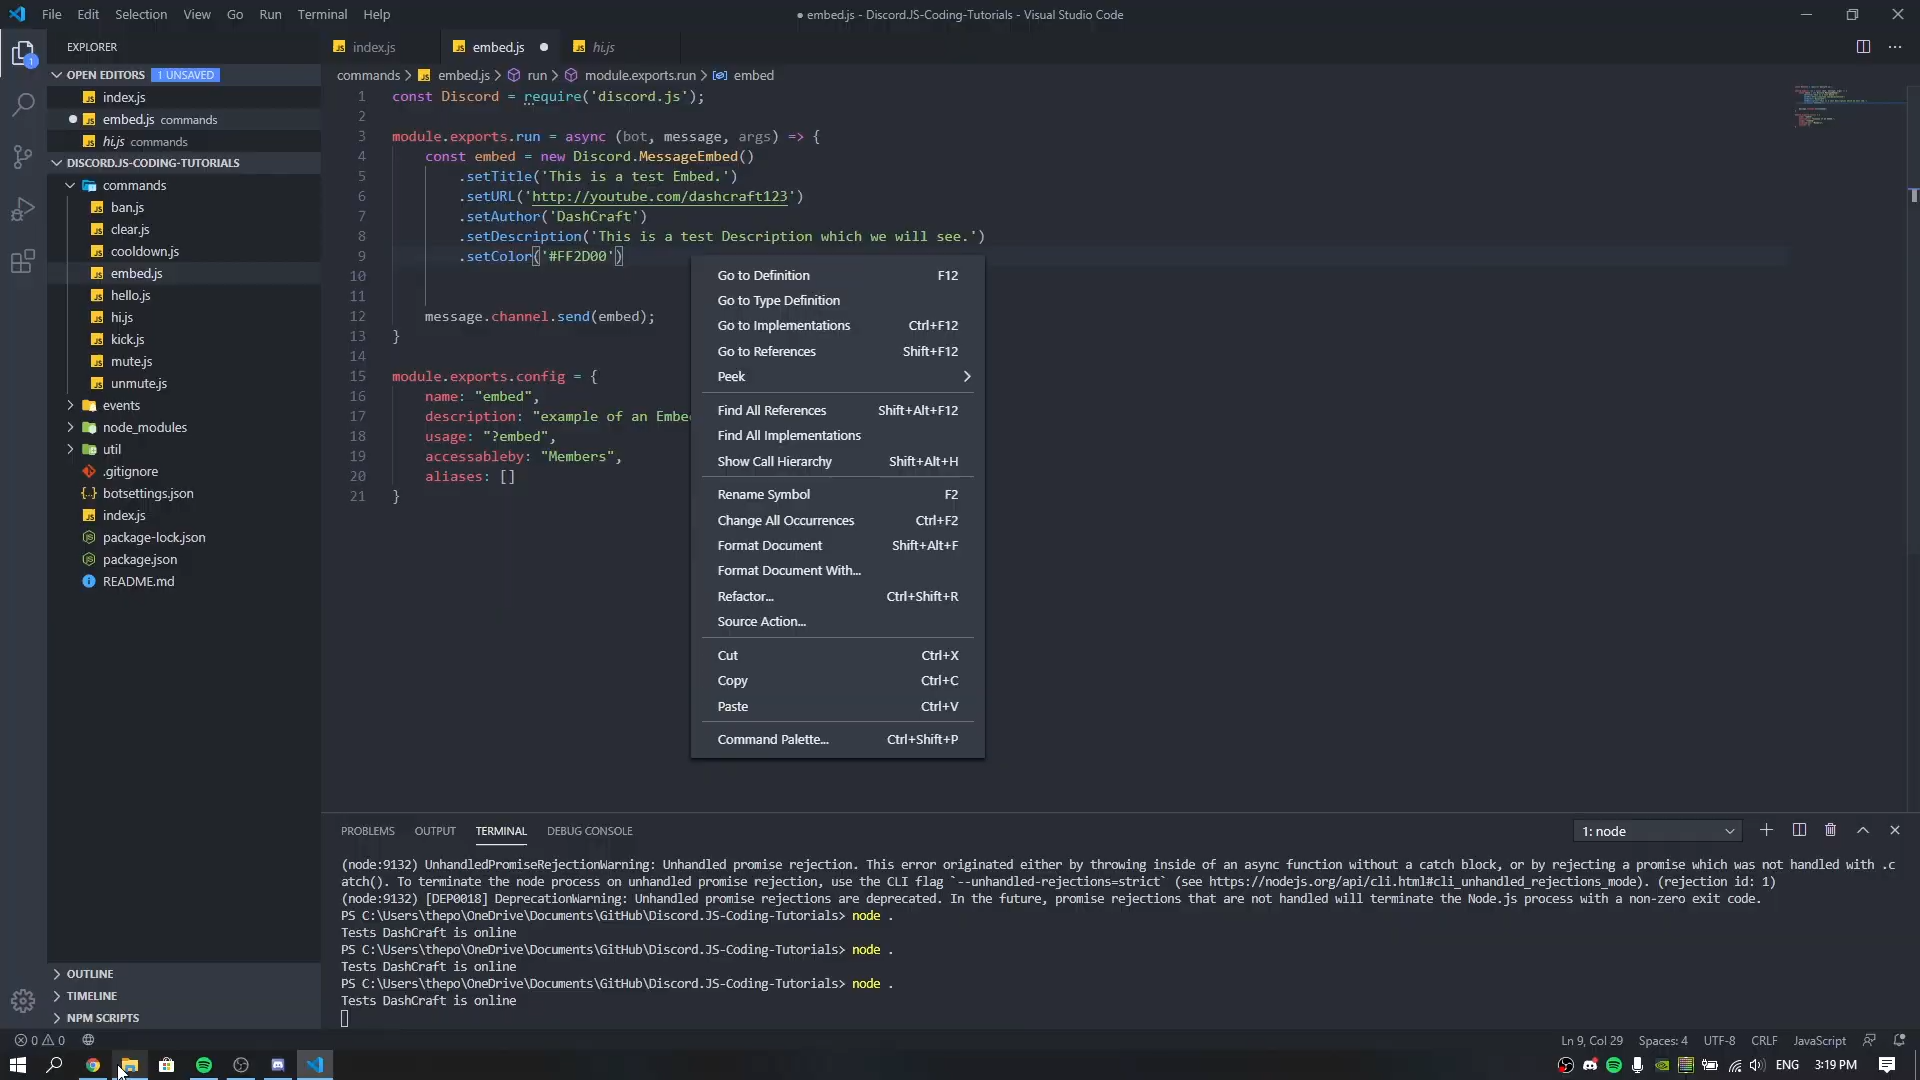 File Edit Selection View Go Run Terminal Help
● embed.js - Discord.JS-Coding-Tutorials - Visual Studio Code
EXPLORER
OPEN EDITORS 1 UNSAVED
index.js
embed.js commands
hi.js commands
DISCORD.JS-CODING-TUTORIALS
commands
ban.js
clear.js
cooldown.js
embed.js
hello.js
hi.js
kick.js
mute.js
unmute.js
events
node_modules
util
.gitignore
botsettings.json
index.js
package-lock.json
package.json
README.md
OUTLINE
TIMELINE
NPM SCRIPTS
index.js embed.js hi.js
commands > embed.js > run > module.exports.run > embed
1 const Discord = require('discord.js');
2
3 module.exports.run = async (bot, message, args) => {
4 const embed = new Discord.MessageEmbed()
5 .setTitle('This is a test Embed.')
6 .setURL('http://youtube.com/dashcraft123')
7 .setAuthor('DashCraft')
8 .setDescription('This is a test Description which we will see.')
9 .setColor('#FF2D00')
10
11
12 message.channel.send(embed);
13 }
14
15 module.exports.config = {
16 name: "embed",
17 description: "example of an Embe
18 usage: "?embed",
19 accessableby: "Members",
20 aliases: []
21 }
Go to Definition F12
Go to Type Definition
Go to Implementations Ctrl+F12
Go to References Shift+F12
Peek
Find All References Shift+Alt+F12
Find All Implementations
Show Call Hierarchy Shift+Alt+H
Rename Symbol F2
Change All Occurrences Ctrl+F2
Format Document Shift+Alt+F
Format Document With...
Refactor... Ctrl+Shift+R
Source Action...
Cut Ctrl+X
Copy Ctrl+C
Paste Ctrl+V
Command Palette... Ctrl+Shift+P
PROBLEMS OUTPUT TERMINAL DEBUG CONSOLE 1: node
(node:9132) UnhandledPromiseRejectionWarning: Unhandled promise rejection. This error originated either by throwing inside of an async function without a catch block, or by rejecting a promise which was not handled with .c
atch(). To terminate the node process on unhandled promise rejection, use the CLI flag `--unhandled-rejections=strict` (see https://nodejs.org/api/cli.html#cli_unhandled_rejections_mode). (rejection id: 1)
(node:9132) [DEP0018] DeprecationWarning: Unhandled promise rejections are deprecated. In the future, promise rejections that are not handled will terminate the Node.js process with a non-zero exit code.
PS C:\Users\thepo\OneDrive\Documents\GitHub\Discord.JS-Coding-Tutorials> node .
Tests DashCraft is online
PS C:\Users\thepo\OneDrive\Documents\GitHub\Discord.JS-Coding-Tutorials> node .
Tests DashCraft is online
PS C:\Users\thepo\OneDrive\Documents\GitHub\Discord.JS-Coding-Tutorials> node .
Tests DashCraft is online
0 0 Ln 9, Col 29 Spaces: 4 UTF-8 CRLF JavaScript
ENG 3:19 PM